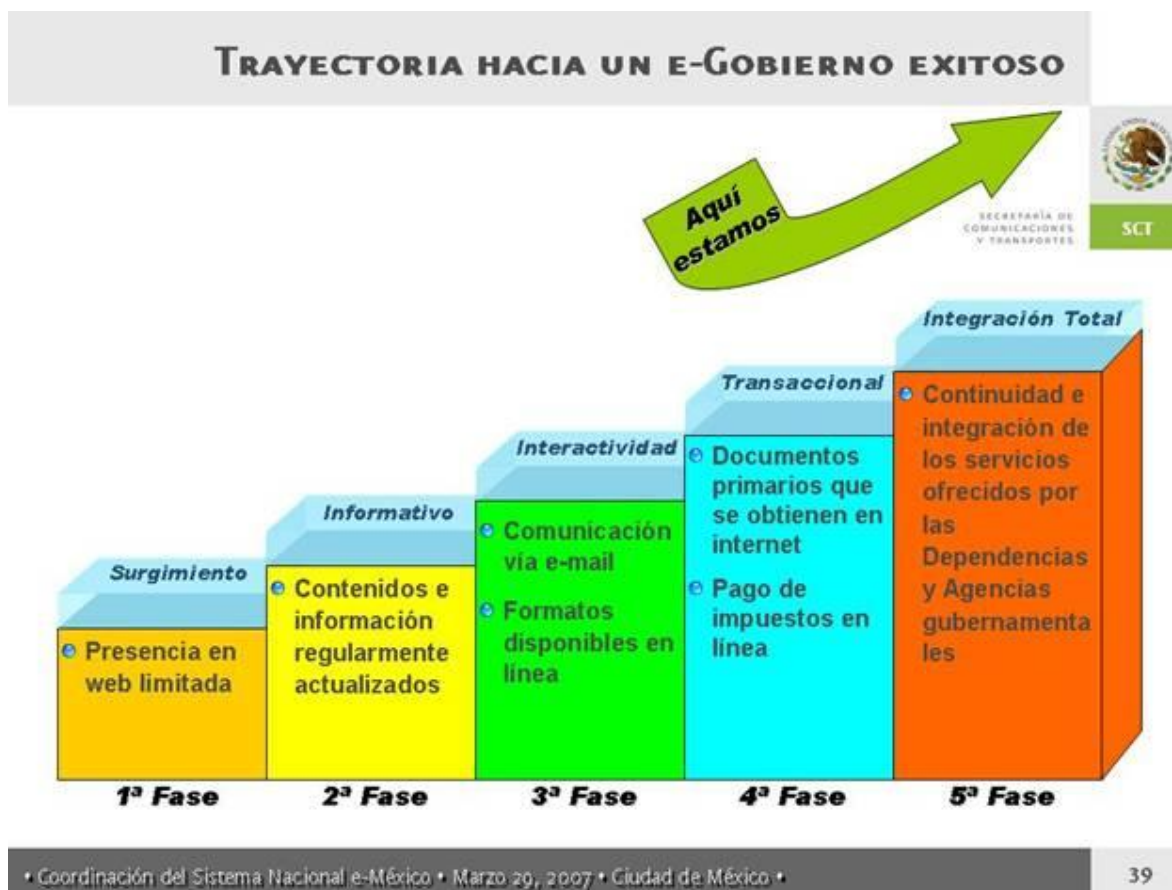 TRAYECTORIA HACIA UN E-GOBIERNO EXITOSO
Aquí
estamos
SECRETARÍA DE
COMUNICACIONES
Y TRANSPORTES
SCT
Surgimiento
Presencia en
web limitada
1ª Fase
Informativo
Contenidos e
información
regularmente
actualizados
2ª Fase
Interactividad
Comunicación
vía e-mail
Formatos
disponibles en
línea
3ª Fase
Transaccional
Documentos
primarios que
se obtienen en
internet
Pago de
impuestos en
línea
4ª Fase
Integración Total
Continuidad e
integración de
los servicios
ofrecidos por
las
Dependencias
y Agencias
gubernamenta
les
5ª Fase
• Coordinación del Sistema Nacional e-México • Marzo 29, 2007 • Ciudad de México •
39